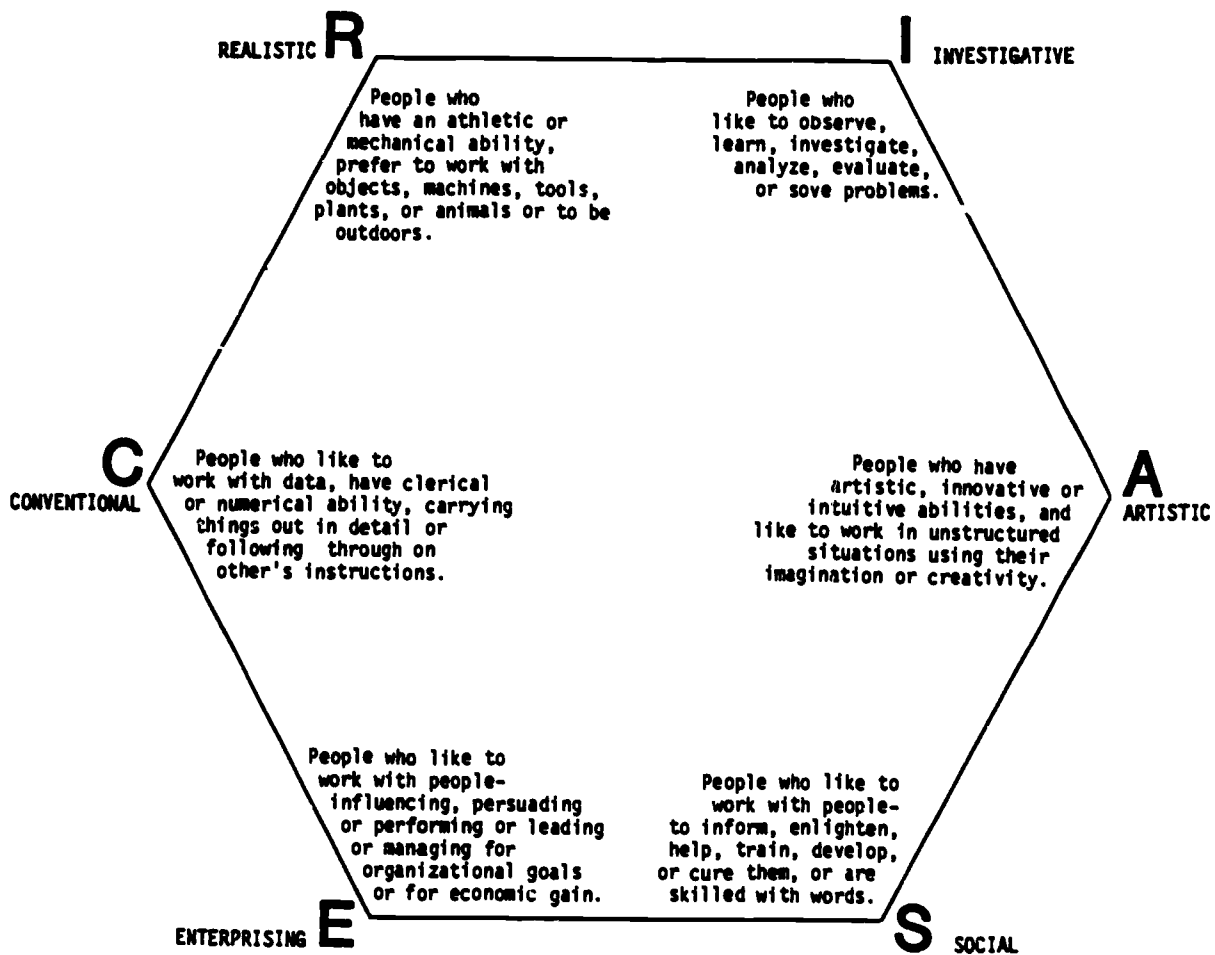 REALISTIC R
People who
have an athletic or
mechanical ability,
prefer to work with
objects, machines, tools,
plants, or animals or to be
outdoors.
I INVESTIGATIVE
People who
like to observe,
learn, investigate,
analyze, evaluate,
or sove problems.
C
CONVENTIONAL
People who like to
work with data, have clerical
or numerical ability, carrying
things out in detail or
following through on
other's instructions.
A
ARTISTIC
People who have
artistic, innovative or
intuitive abilities, and
like to work in unstructured
situations using their
imagination or creativity.
People who like to
work with people-
influencing, persuading
or performing or leading
or managing for
organizational goals
or for economic gain.
ENTERPRISING E
People who like to
work with people-
to inform, enlighten,
help, train, develop,
or cure them, or are
skilled with words.
S SOCIAL